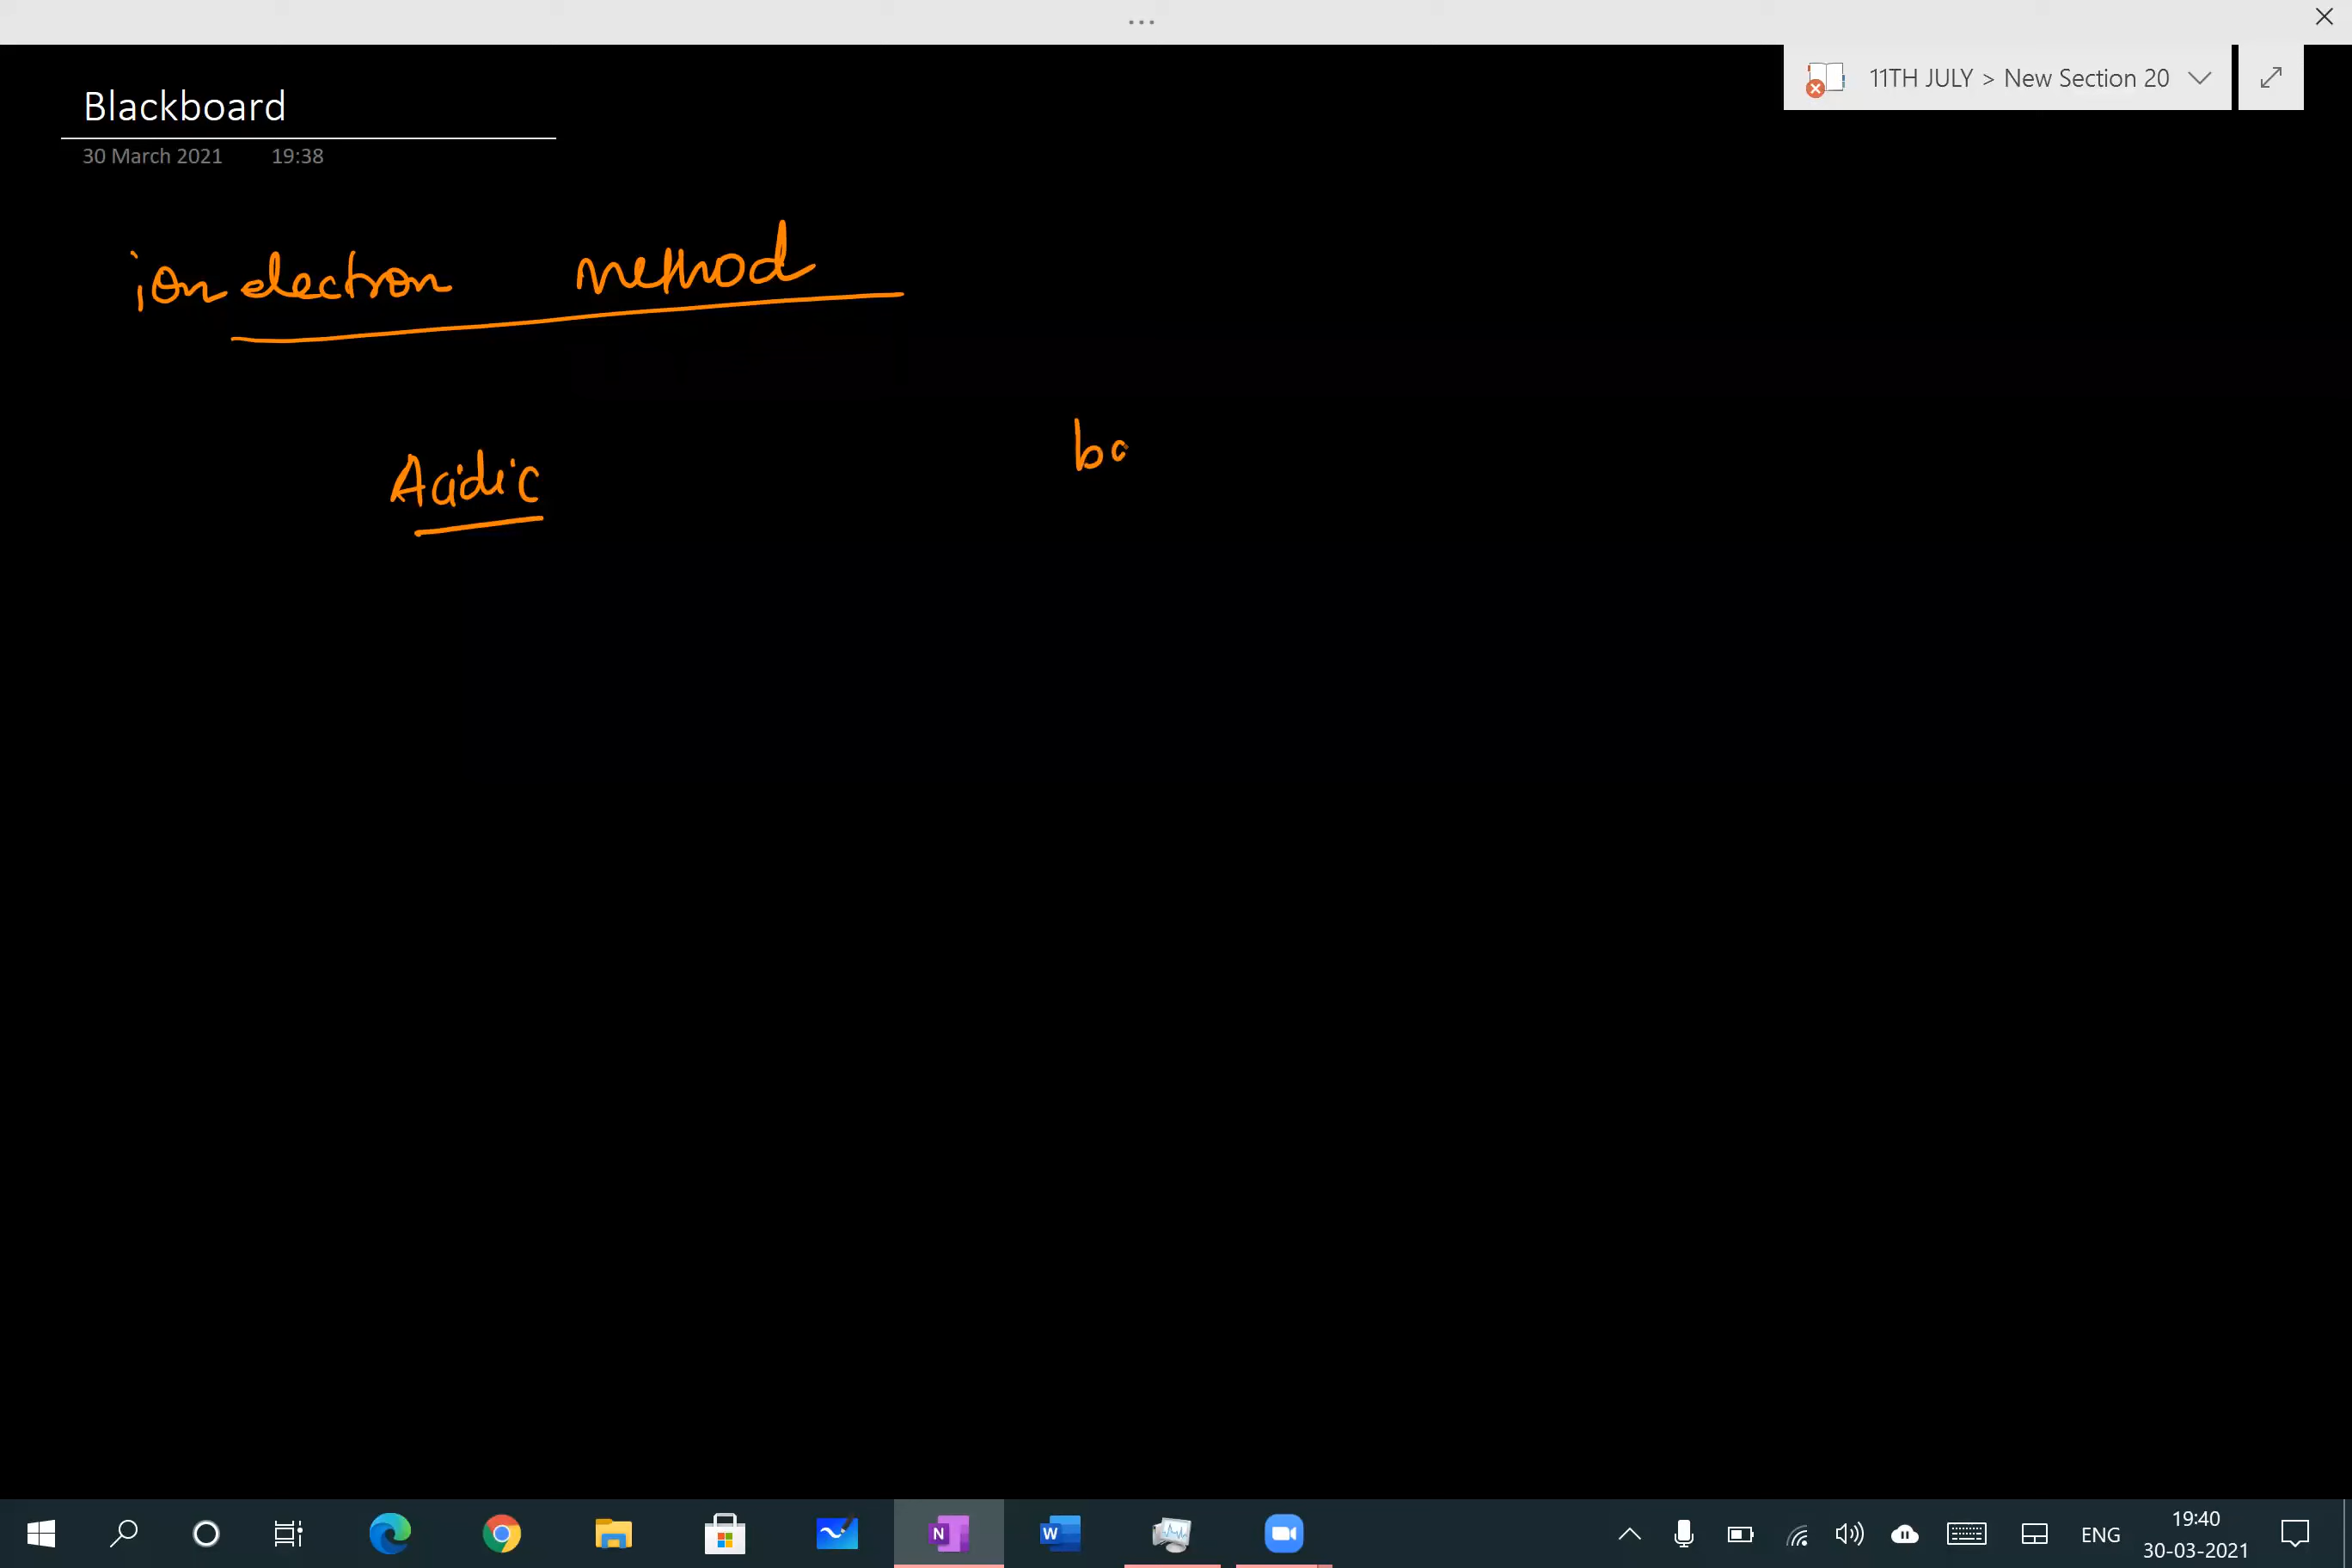 Blackboard
11TH JULY > New Section 20
30 March 2021 19:38
ion electron method
Acidic
ba
ENG
19:40
30-03-2021